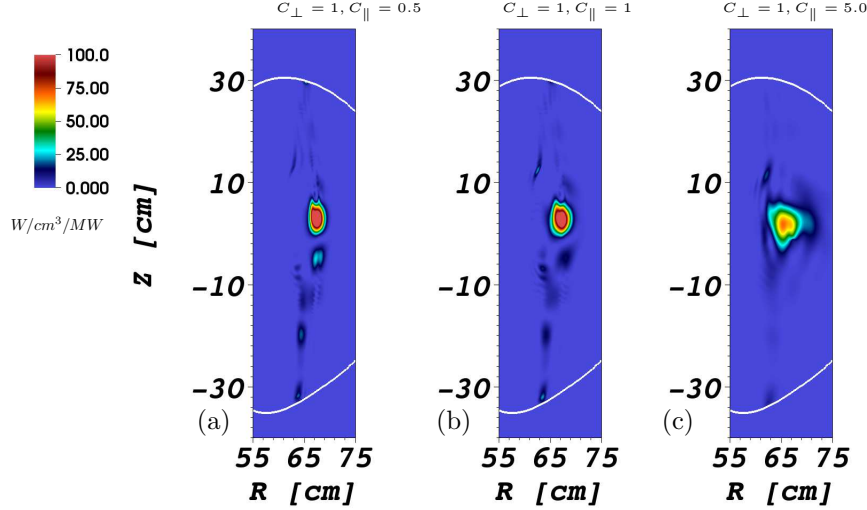 C⊥ = 1, C∥ = 0.5
C⊥ = 1, C∥ = 1
C⊥ = 1, C∥ = 5.0
100.0
75.00
50.00
25.00
0.000
W/cm³/MW
Z [cm]
30
10
−10
−30
(a)
55 65 75
R [cm]
30
10
−10
−30
(b)
55 65 75
R [cm]
30
10
−10
−30
(c)
55 65 75
R [cm]